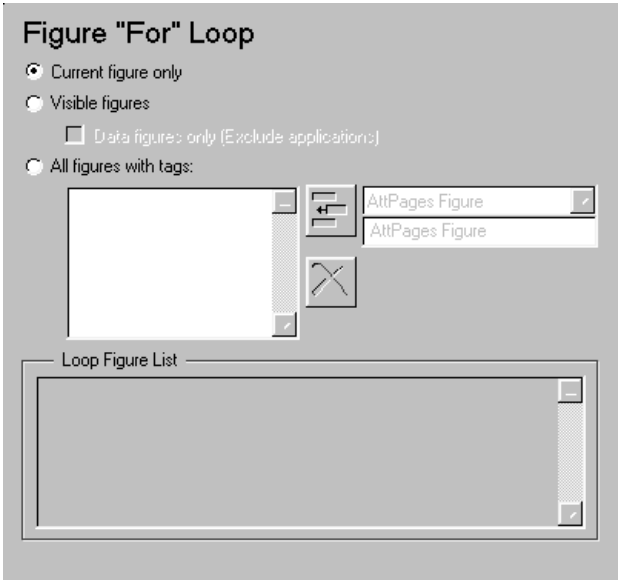 Figure "For" Loop
Current figure only
Visible figures
Data figures only (Exclude applications)
All figures with tags:
AttPages Figure
AttPages Figure
Loop Figure List